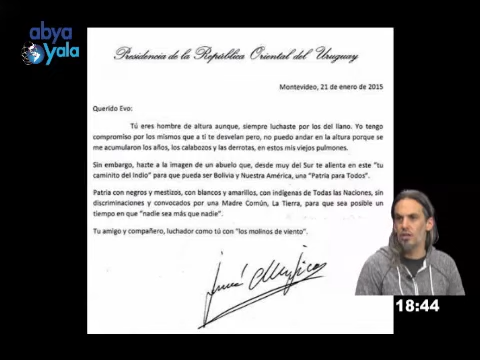 abya
yala
Presidencia de la República Oriental del Uruguay
Montevideo, 21 de enero de 2015
Querido Evo:
Tú eres hombre de altura aunque, siempre luchaste por los del llano. Yo tengo
compromiso por los mismos que a ti te desvelan pero, no puedo andar en la altura porque se
me acumularon los años, los calabozos y las derrotas, en estos mis viejos pulmones.
Sin embargo, hazte a la imagen de un abuelo que, desde muy del Sur te alienta en este "tu
caminito del Indio" para que pueda ser Bolivia y Nuestra América, una "Patria para Todos".
Patria con negros y mestizos, con blancos y amarillos, con indígenas de Todas las Naciones, sin
discriminaciones y convocados por una Madre Común, La Tierra, para que sea posible un
tiempo en que "nadie sea más que nadie".
Tu amigo y compañero, luchador como tú con "los molinos de viento".
José Mujica
18:44